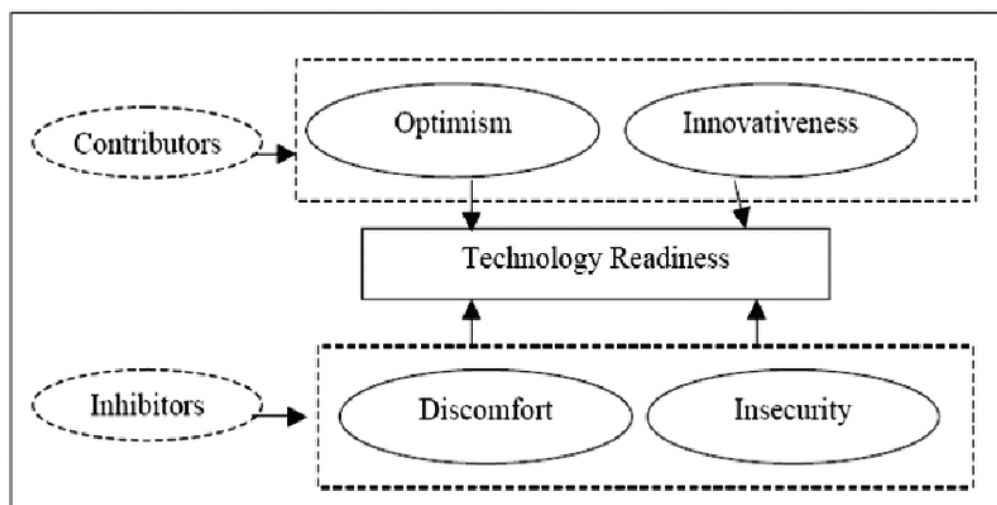 Optimism
Innovativeness
Contributors
Technology Readiness
Inhibitors
Discomfort
Insecurity